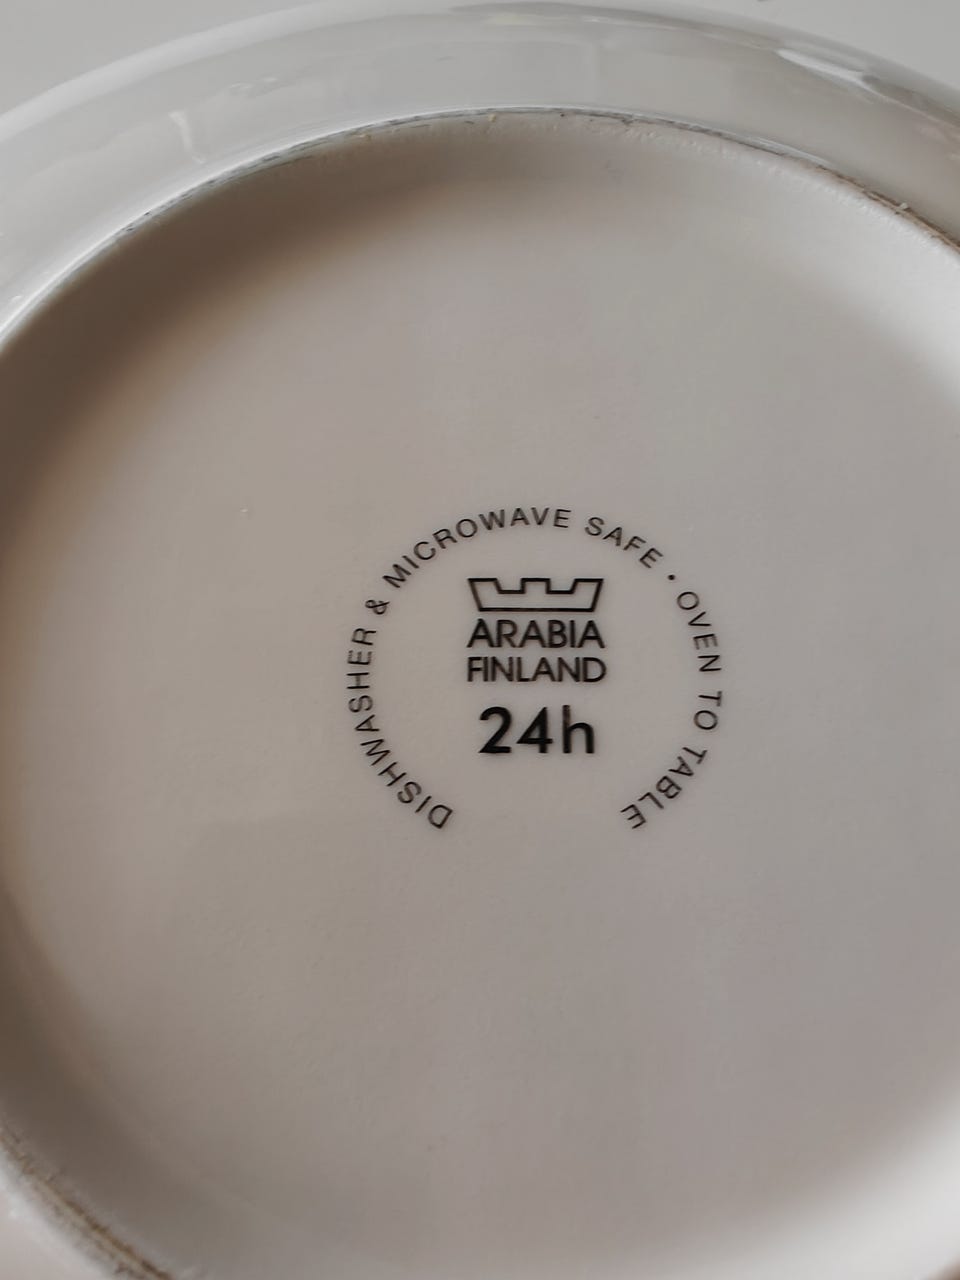 DISHWASHER & MICROWAVE SAFE • OVEN TO TABLE
ARABIA
FINLAND
24h